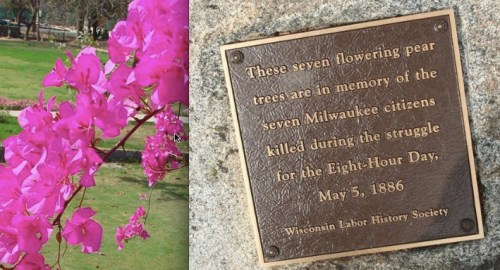 These seven flowering pear
trees are in memory of the
seven Milwaukee citizens
killed during the struggle
for the Eight-Hour Day,
May 5, 1886
Wisconsin Labor History Society